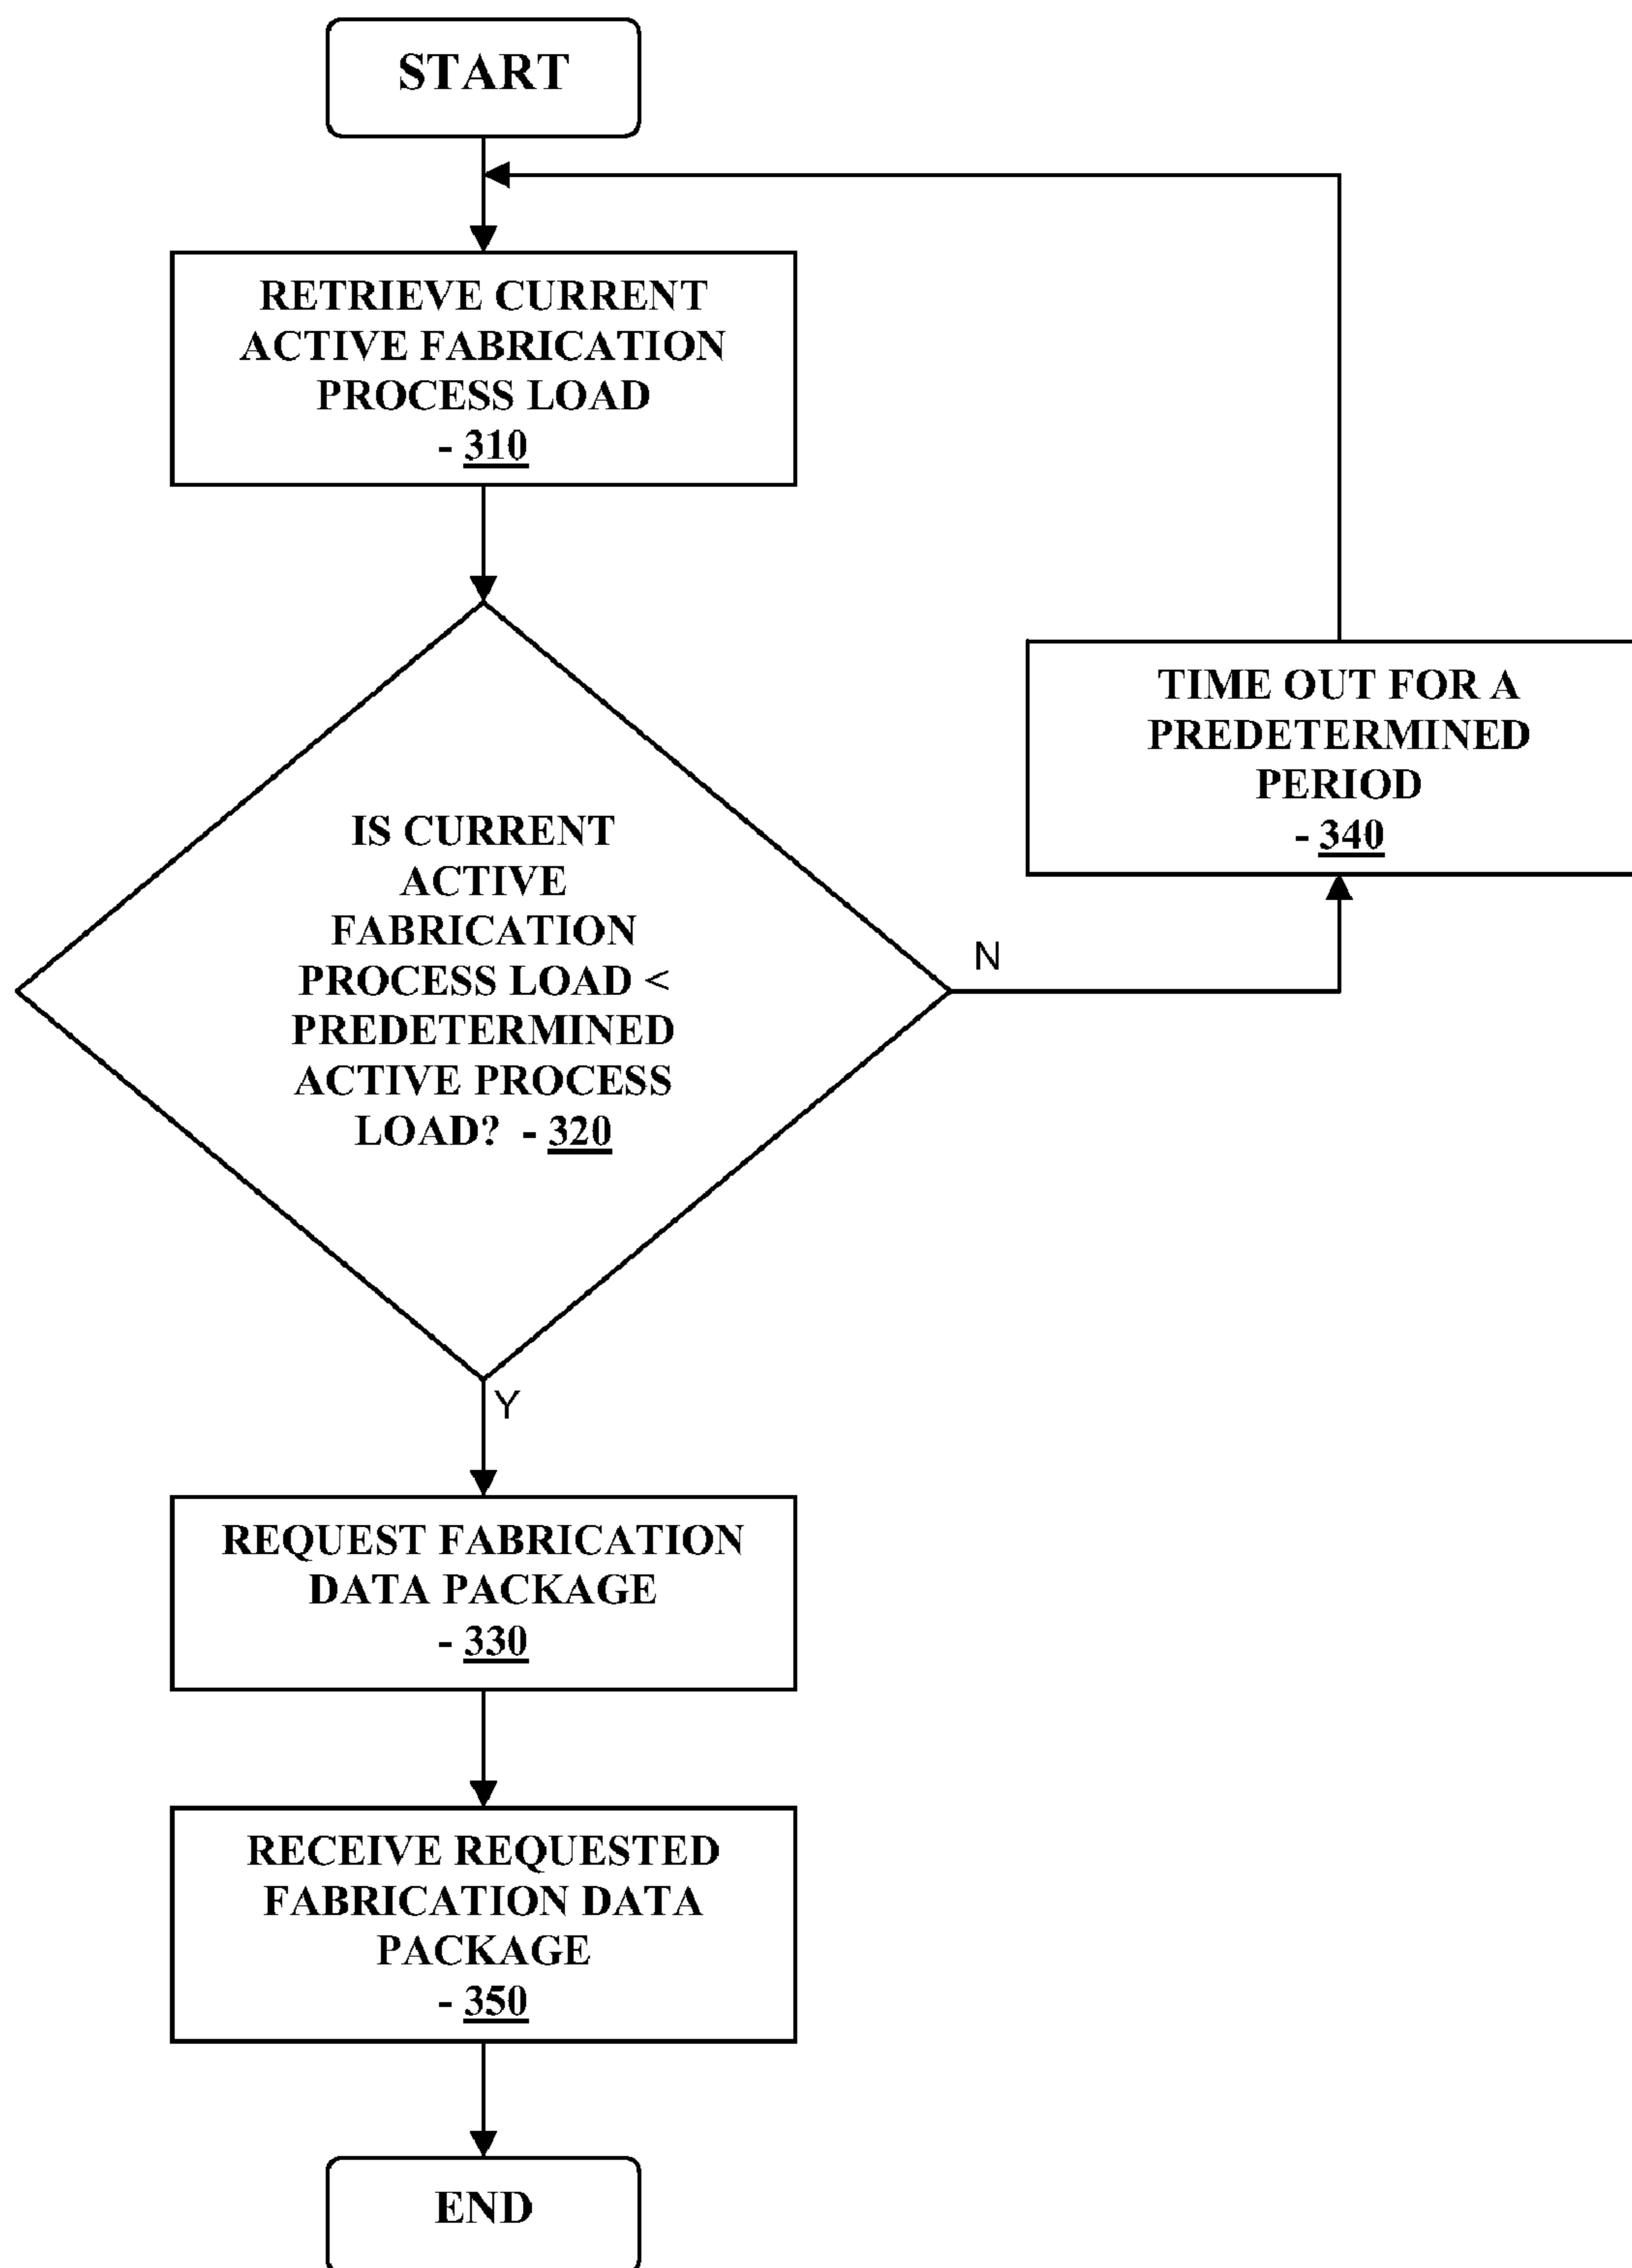 START
RETRIEVE CURRENT
ACTIVE FABRICATION
PROCESS LOAD
- 310
IS CURRENT
ACTIVE
FABRICATION
PROCESS LOAD <
PREDETERMINED
ACTIVE PROCESS
LOAD? - 320
N
TIME OUT FOR A
PREDETERMINED
PERIOD
- 340
Y
REQUEST FABRICATION
DATA PACKAGE
- 330
RECEIVE REQUESTED
FABRICATION DATA
PACKAGE
- 350
END